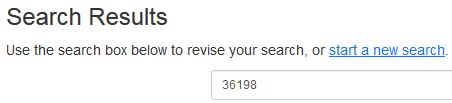 Search Results
Use the search box below to revise your search, or start a new search.
36198